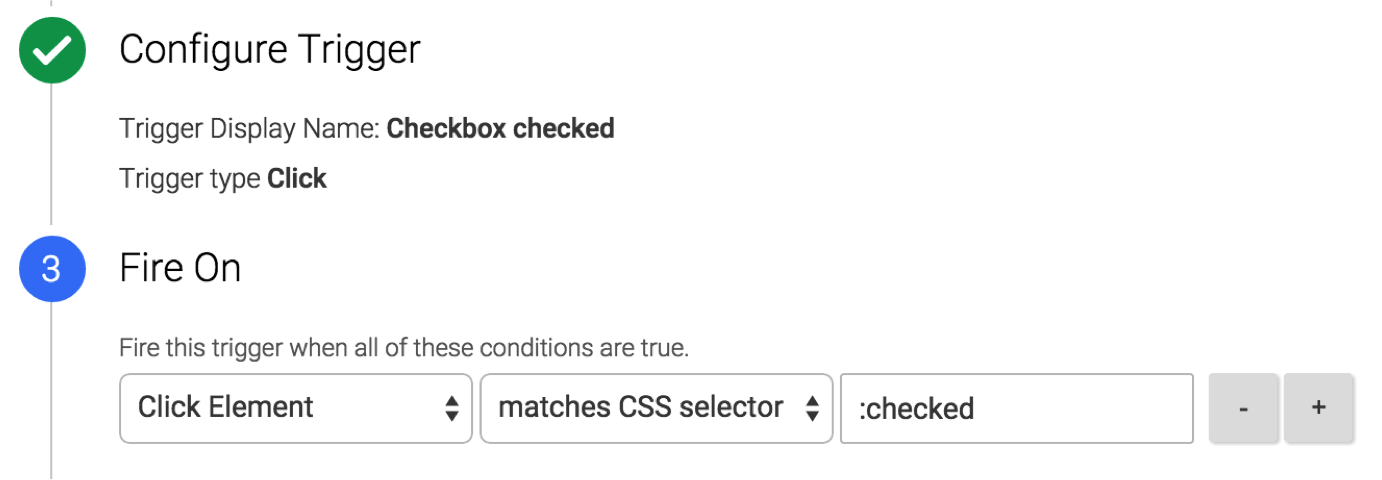 Configure Trigger
Trigger Display Name: Checkbox checked
Trigger type Click
3 Fire On
Fire this trigger when all of these conditions are true.
Click Element matches CSS selector :checked - +